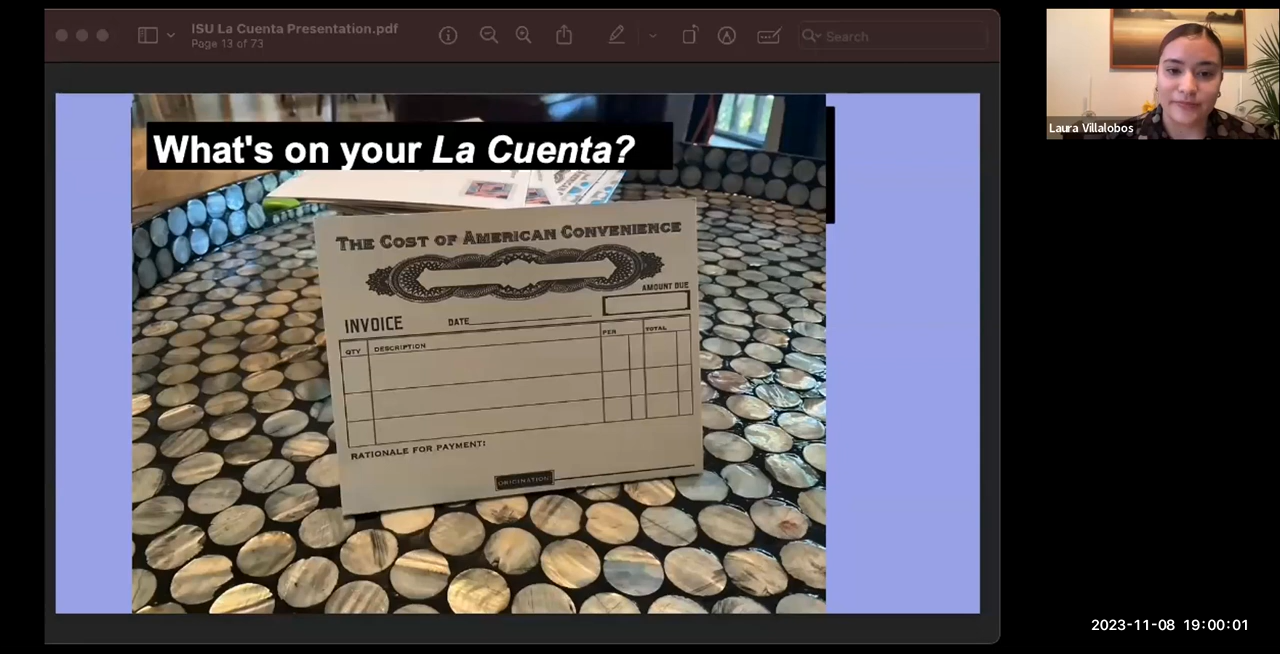 ISU La Cuenta Presentation.pdf
Page 13 of 73
Search
What's on your La Cuenta?
THE COST OF AMERICAN CONVENIENCE
AMOUNT DUE
INVOICE DATE
PER TOTAL
QTY DESCRIPTION
RATIONALE FOR PAYMENT:
ORIGINATION:
Laura Villalobos
2023-11-08 19:00:01